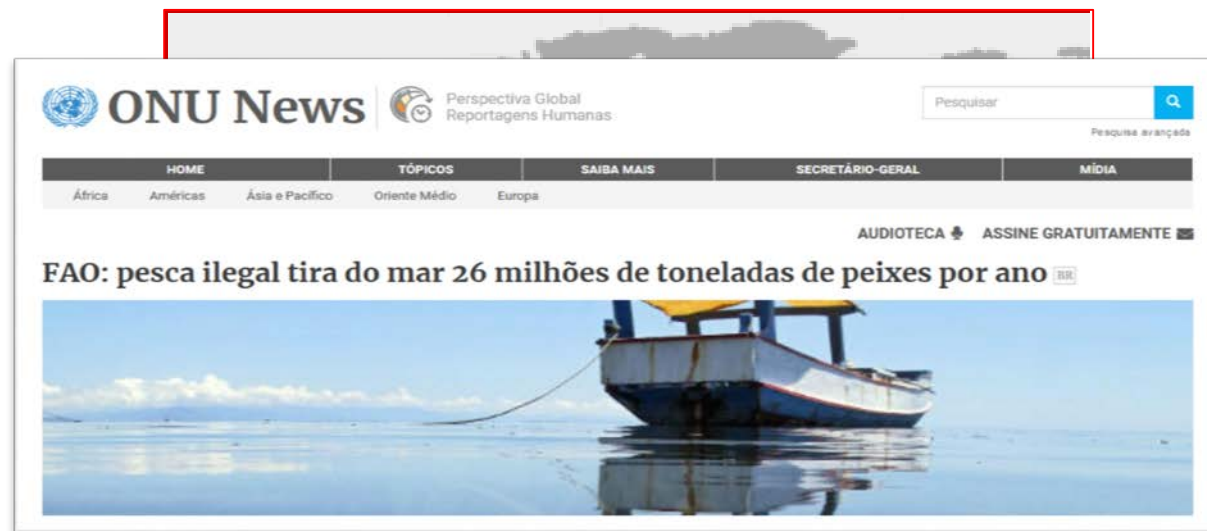 ONU News
Perspectiva Global
Reportagens Humanas
Pesquisar
Pesquisa avançada
HOME TÓPICOS SAIBA MAIS SECRETÁRIO-GERAL MÍDIA
África Américas Ásia e Pacífico Oriente Médio Europa
AUDIOTECA ASSINE GRATUITAMENTE
FAO: pesca ilegal tira do mar 26 milhões de toneladas de peixes por ano BR